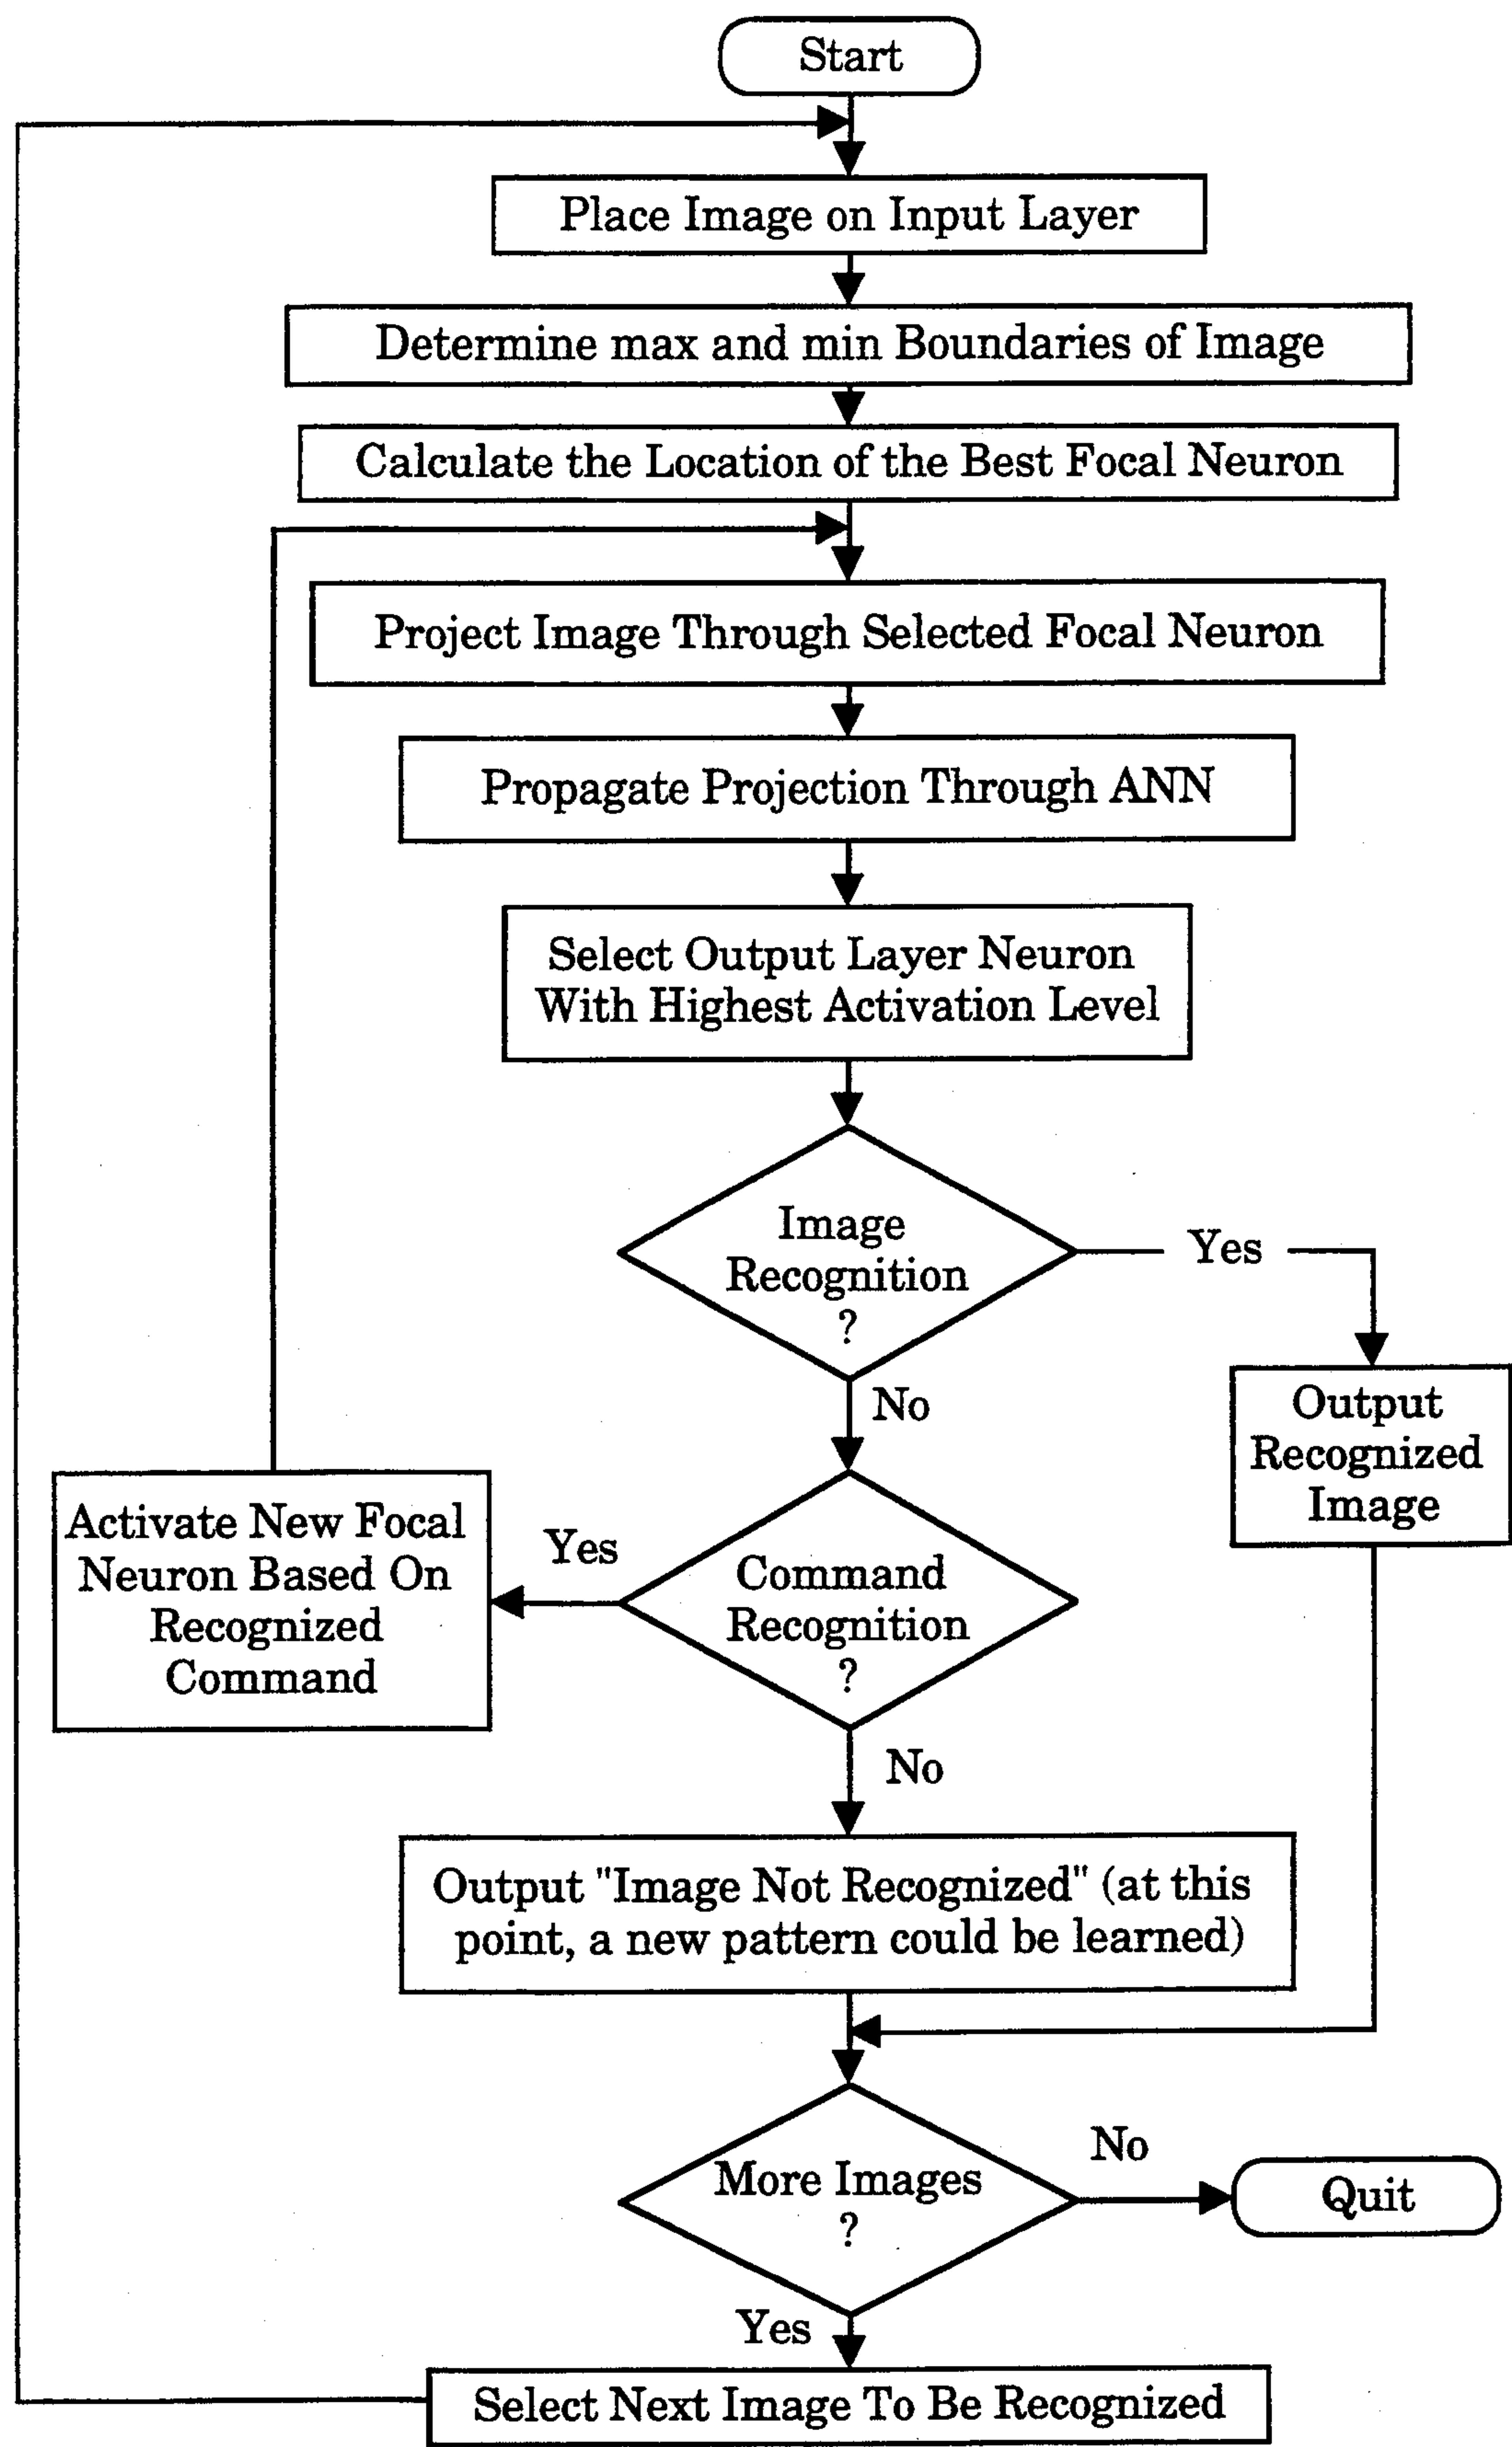 Start
Place Image on Input Layer
Determine max and min Boundaries of Image
Calculate the Location of the Best Focal Neuron
Project Image Through Selected Focal Neuron
Propagate Projection Through ANN
Select Output Layer Neuron
With Highest Activation Level
Image
Recognition
?
Yes
No
Output
Recognized
Image
Activate New Focal
Neuron Based On
Recognized
Command
Yes
Command
Recognition
?
No
Output "Image Not Recognized" (at this
point, a new pattern could be learned)
More Images
?
No
Quit
Yes
Select Next Image To Be Recognized